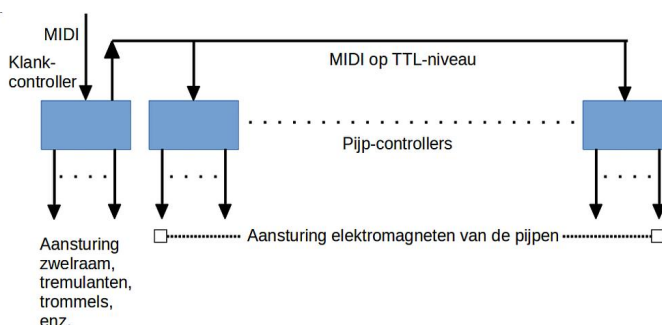 MIDI
Klank-
controller
MIDI op TTL-niveau
Pijp-controllers
Aansturing elektromagneten van de pijpen
Aansturing
zwelraam,
tremulanten,
trommels,
enz.